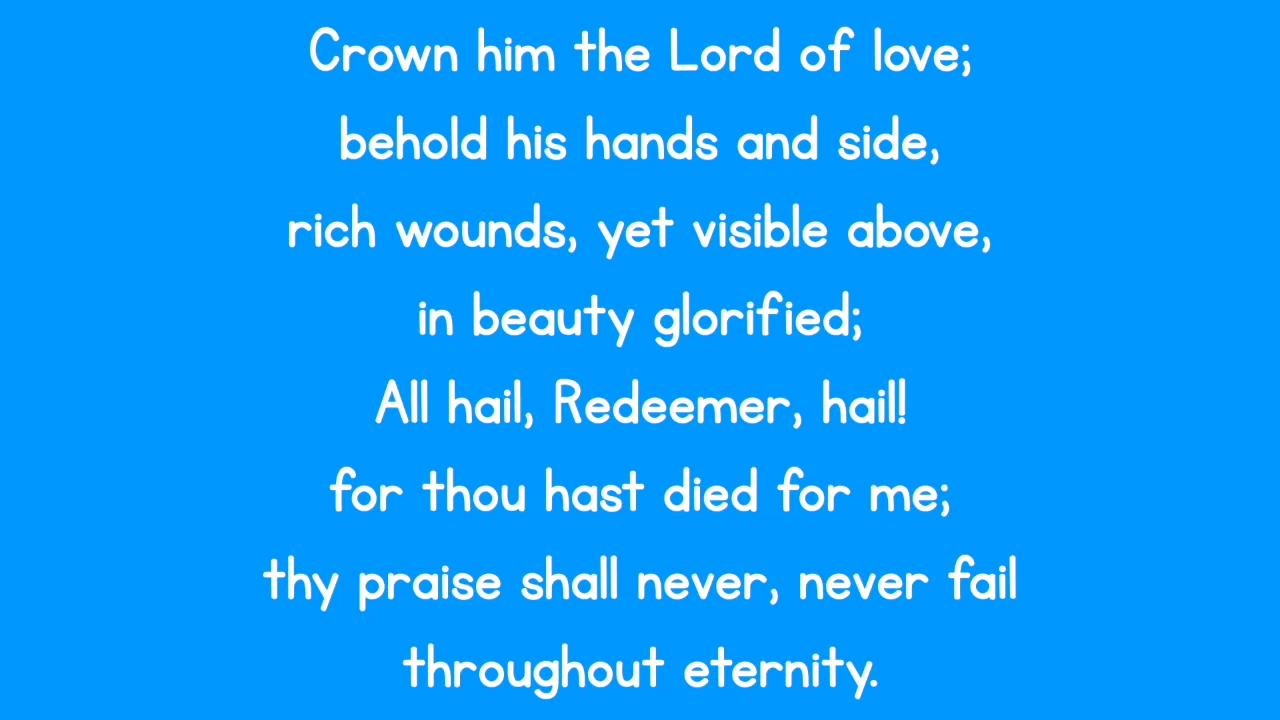 Crown him the Lord of love;
behold his hands and side,
rich wounds, yet visible above,
in beauty glorified;
All hail, Redeemer, hail!
for thou hast died for me;
thy praise shall never, never fail
throughout eternity.